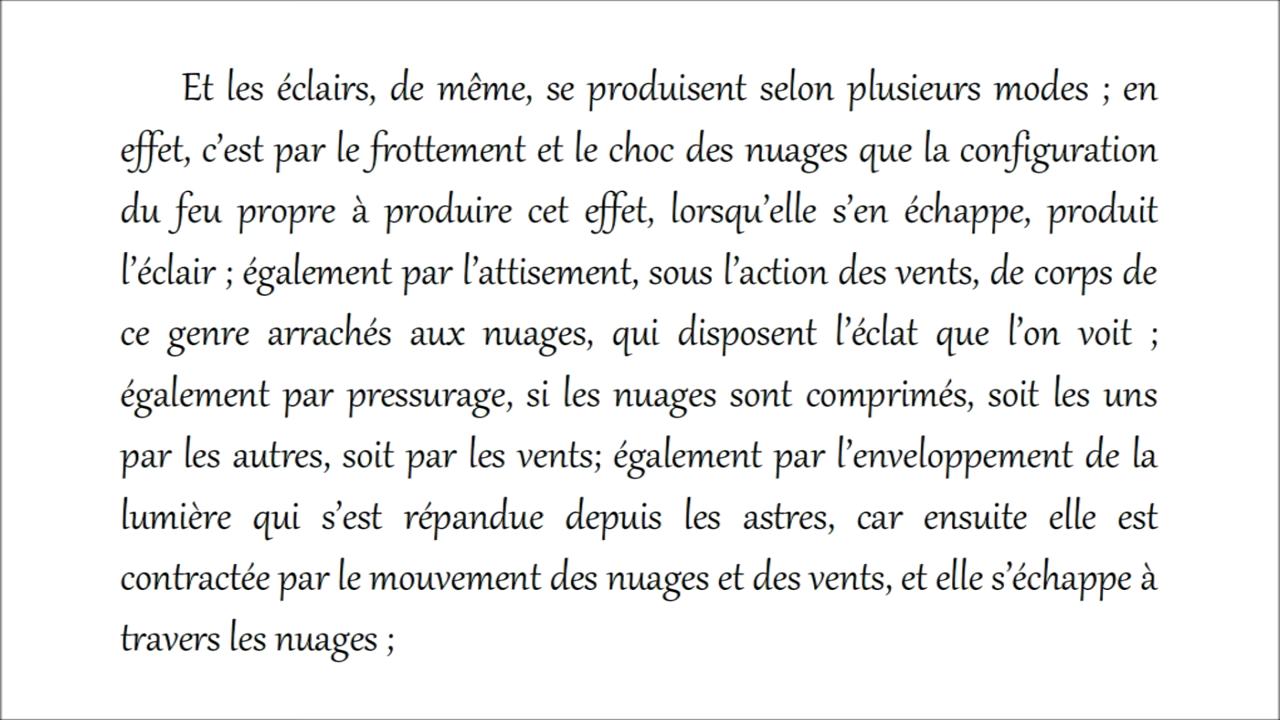 Et les éclairs, de même, se produisent selon plusieurs modes ; en
effet, c’est par le frottement et le choc des nuages que la configuration
du feu propre à produire cet effet, lorsqu’elle s’en échappe, produit
l’éclair ; également par l’attisement, sous l’action des vents, de corps de
ce genre arrachés aux nuages, qui disposent l’éclat que l’on voit ;
également par pressurage, si les nuages sont comprimés, soit les uns
par les autres, soit par les vents; également par l’enveloppement de la
lumière qui s’est répandue depuis les astres, car ensuite elle est
contractée par le mouvement des nuages et des vents, et elle s’échappe à
travers les nuages ;